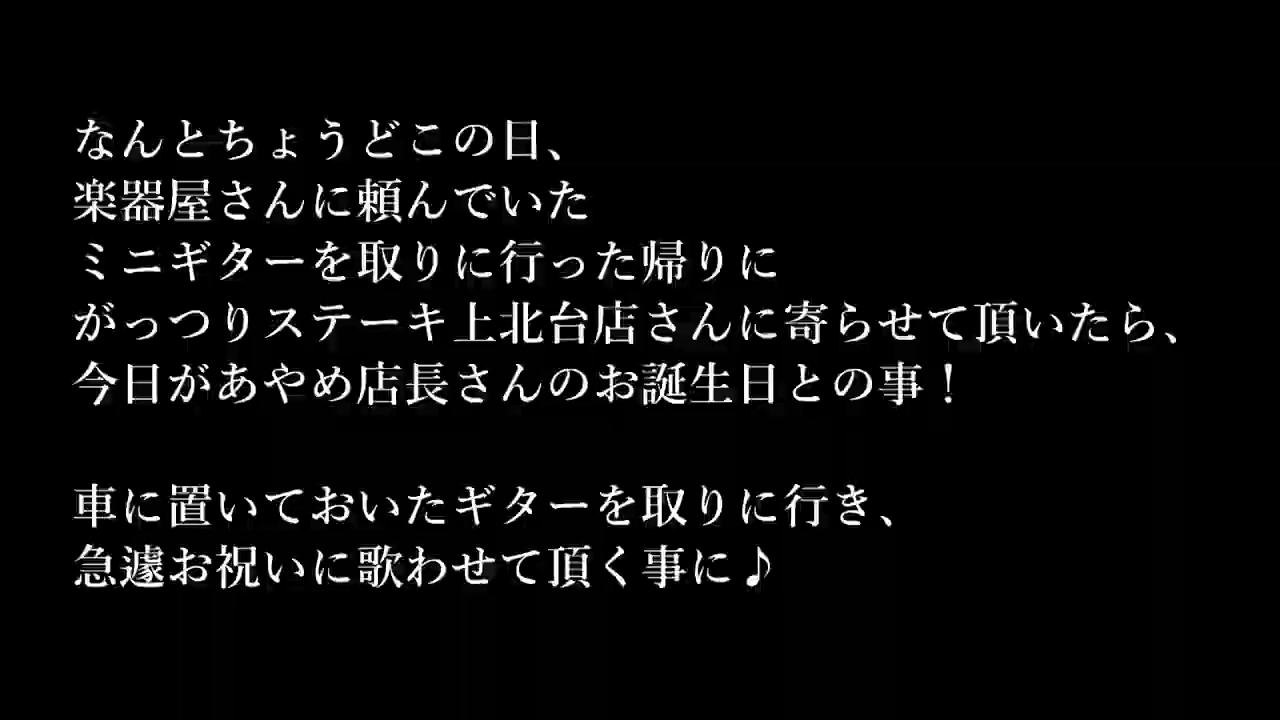 なんとちょうどこの日、
楽器屋さんに頼んでいた
ミニギターを取りに行った帰りに
がっつりステーキ上北台店さんに寄らせて頂いたら、
今日があやめ店長さんのお誕生日との事！
車に置いておいたギターを取りに行き、
急遽お祝いに歌わせて頂く事に♪